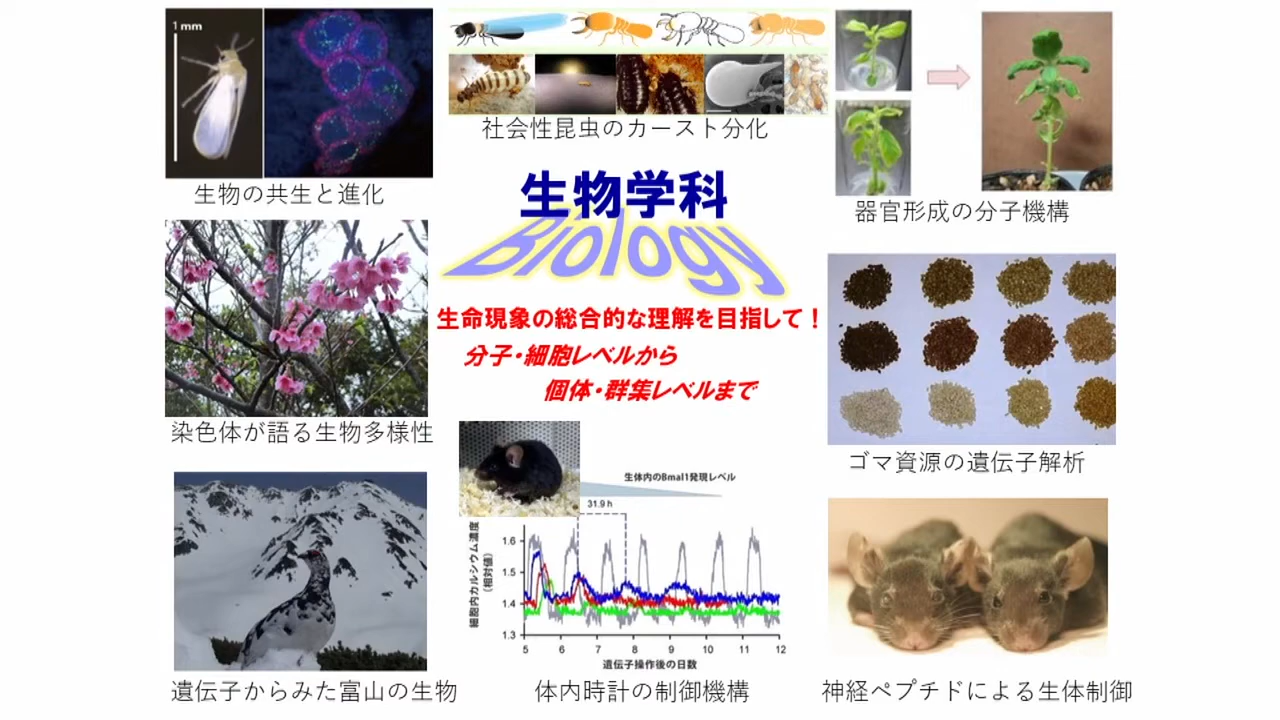 1 mm
生物の共生と進化
社会性昆虫のカースト分化
器官形成の分子機構
生物学科
Biology
生命現象の総合的な理解を目指して！
分子・細胞レベルから
個体・群集レベルまで
染色体が語る生物多様性
ゴマ資源の遺伝子解析
生体内のBmal1発現レベル
31.9 h
細胞内カルシウム濃度
(相対値)
1.6
1.5
1.4
1.3
5 6 7 8 9 10 11 12
遺伝子操作後の日数
遺伝子からみた富山の生物
体内時計の制御機構
神経ペプチドによる生体制御